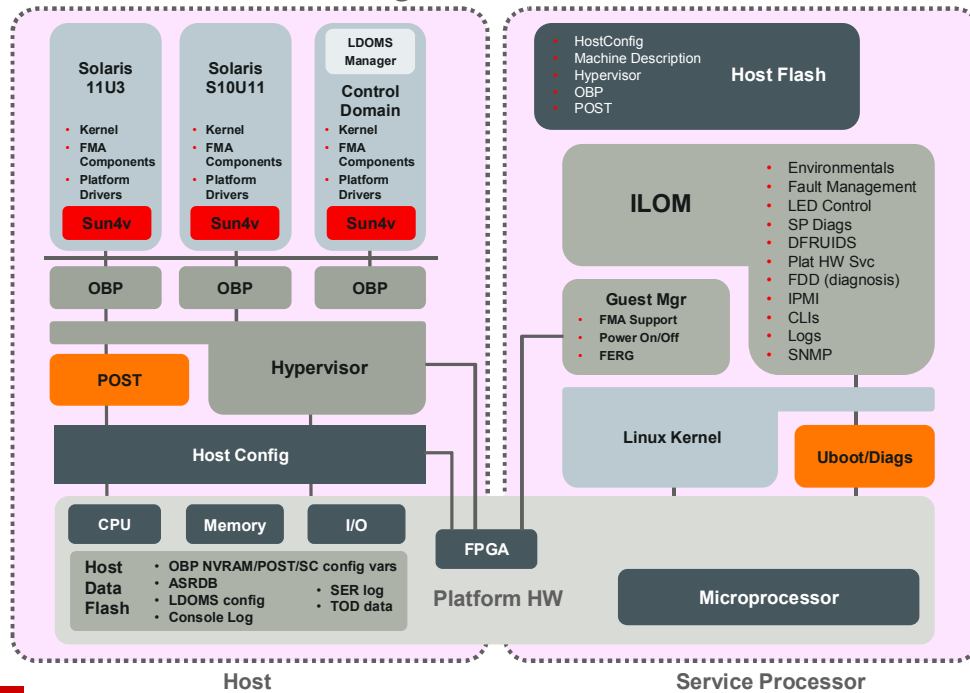 Solaris
11U3
• Kernel
• FMA
Components
• Platform
Drivers
Sun4v
Solaris
S10U11
• Kernel
• FMA
Components
• Platform
Drivers
Sun4v
LDOMS
Manager
Control
Domain
• Kernel
• FMA
Components
• Platform
Drivers
Sun4v
OBP
OBP
OBP
Hypervisor
POST
Host Config
• HostConfig
• Machine Description
• Hypervisor
• OBP
• POST
Host Flash
ILOM
• Environmentals
• Fault Management
• LED Control
• SP Diags
• DFRUIDS
• Plat HW Svc
• FDD (diagnosis)
• IPMI
• CLIs
• Logs
• SNMP
Guest Mgr
• FMA Support
• Power On/Off
• FERG
Linux Kernel
Uboot/Diags
CPU
Memory
I/O
FPGA
Host
Data
Flash
• OBP NVRAM/POST/SC config vars
• ASRDB
• LDOMS config
• Console Log
• SER log
• TOD data
Platform HW
Microprocessor
Host
Service Processor